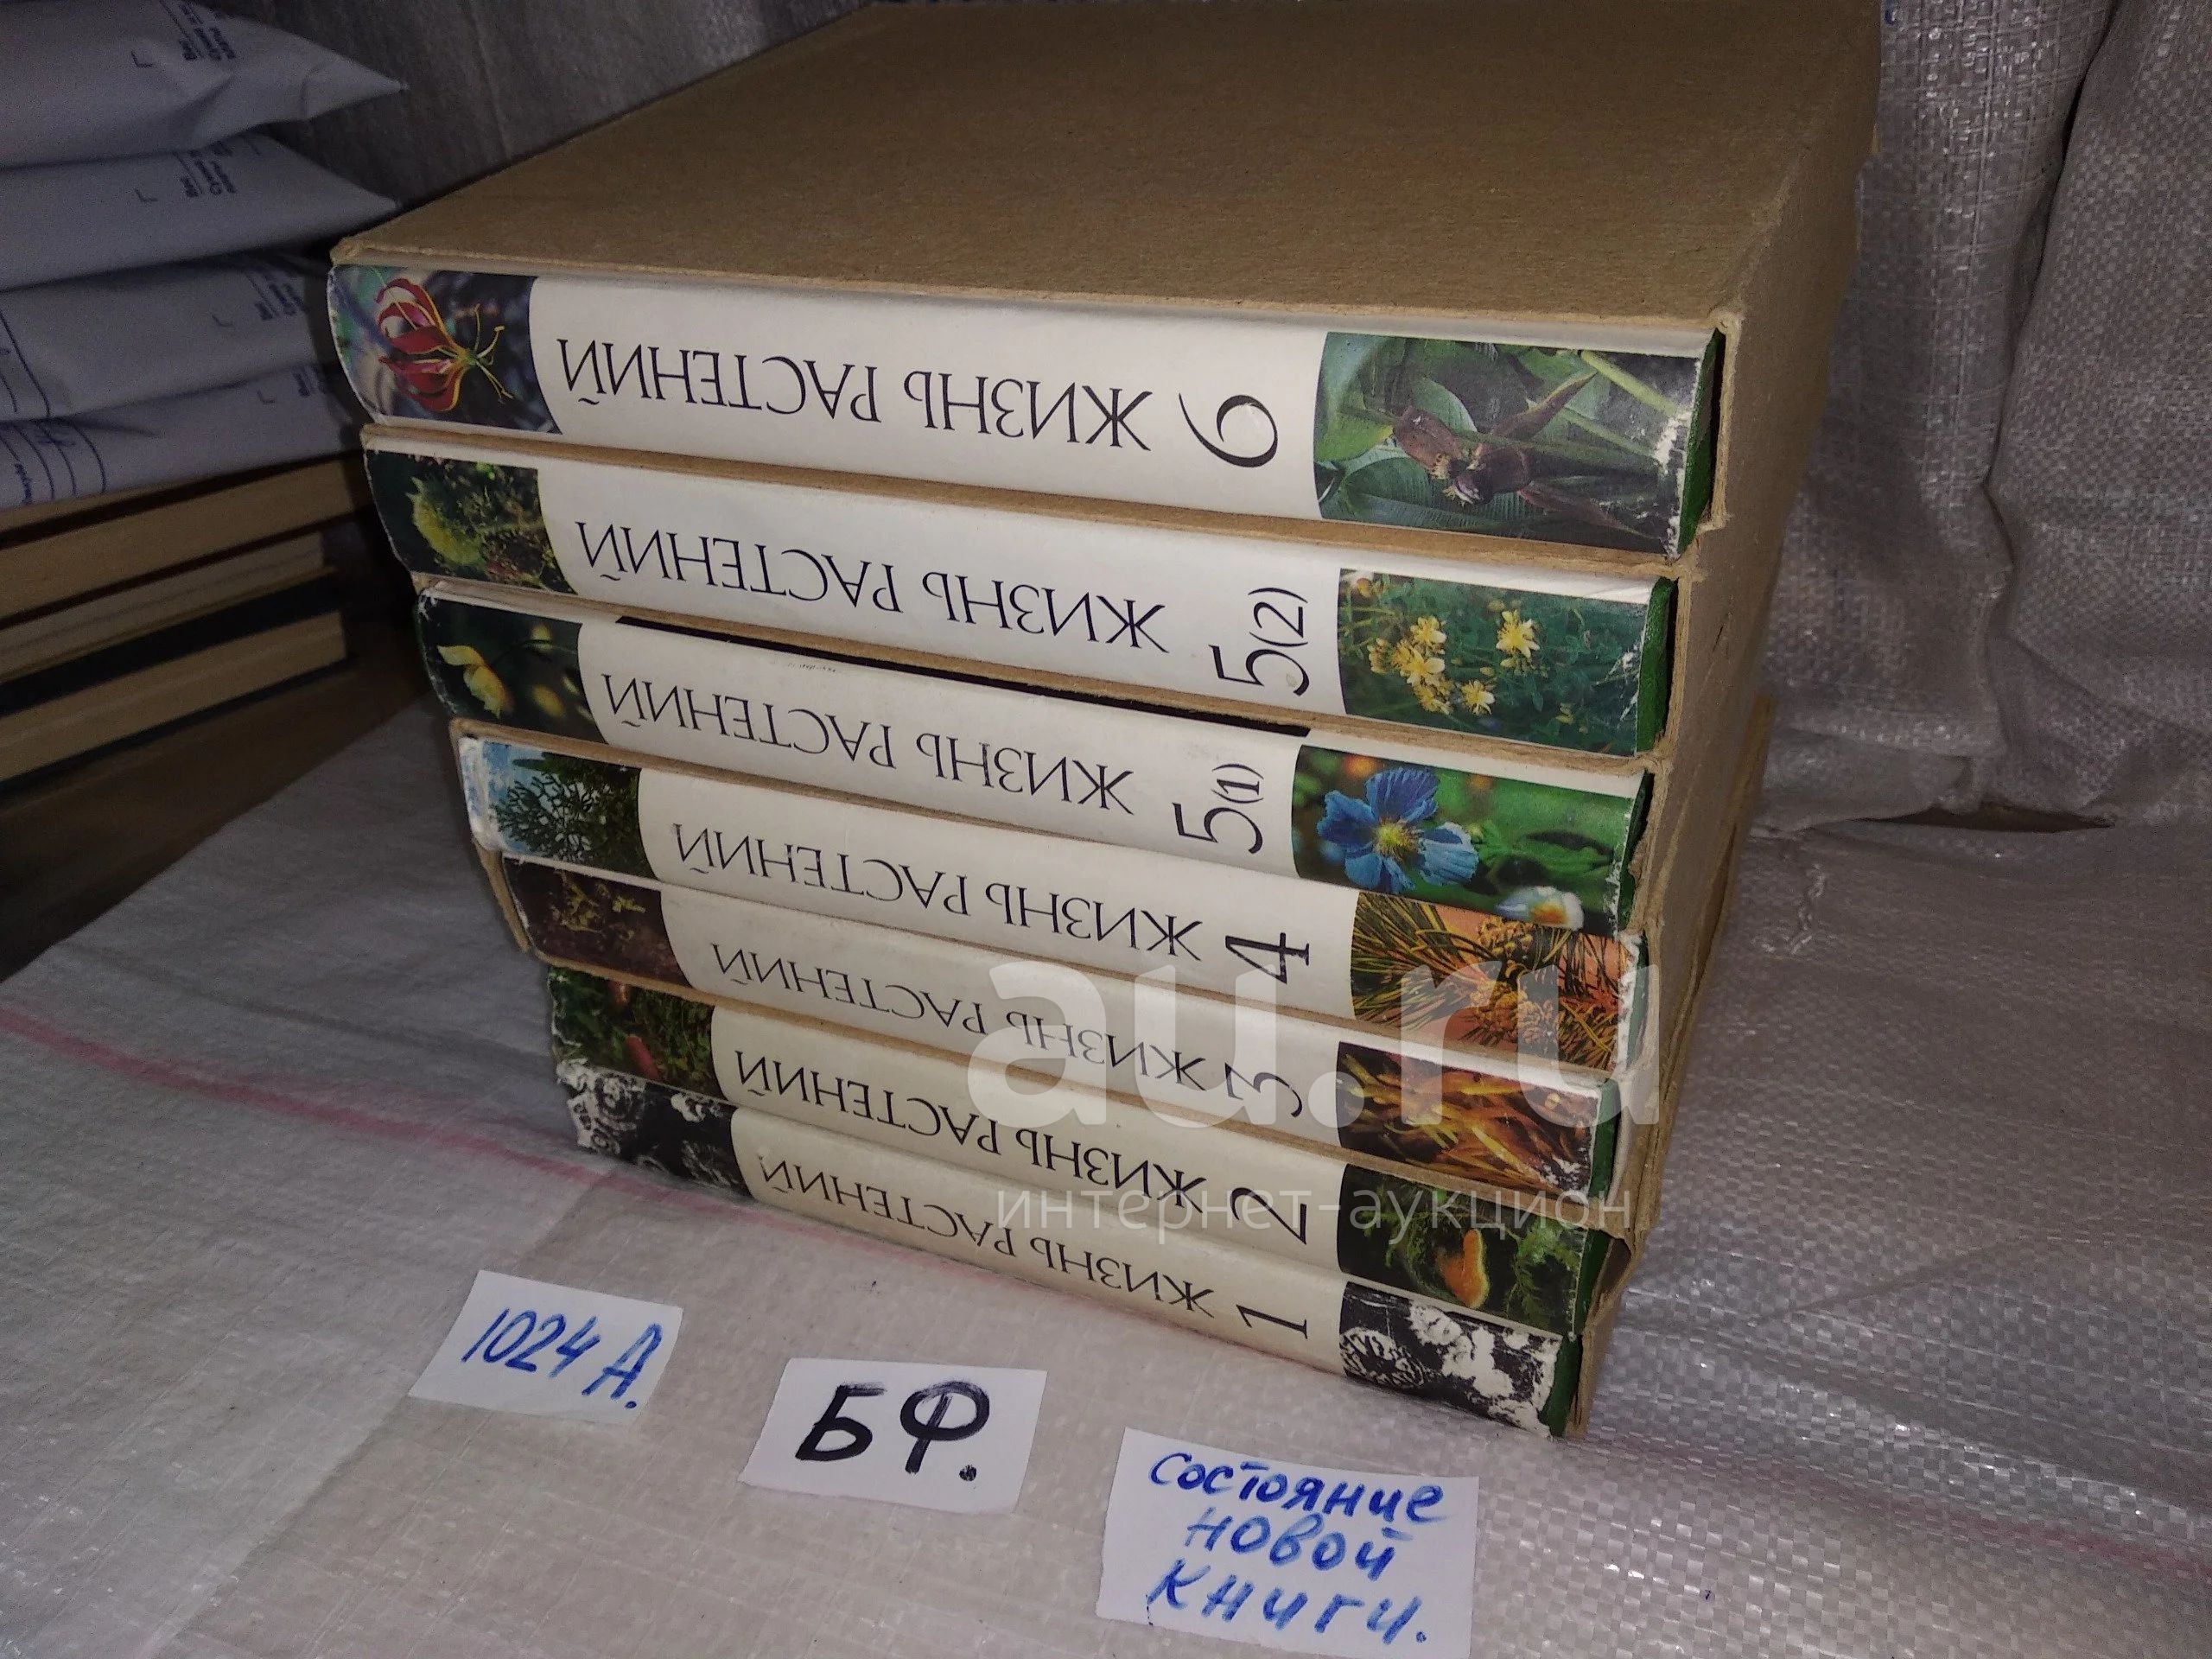 ЖИЗНЬ РАСТЕНИЙ 6
ЖИЗНЬ РАСТЕНИЙ 5(2)
ЖИЗНЬ РАСТЕНИЙ 5(1)
ЖИЗНЬ РАСТЕНИЙ 4
ЖИЗНЬ РАСТЕНИЙ 3
ЖИЗНЬ РАСТЕНИЙ 2
ЖИЗНЬ РАСТЕНИЙ 1
au.ru
интернет-аукцион
1024 А.
БФ.
состояние
новой
книги.